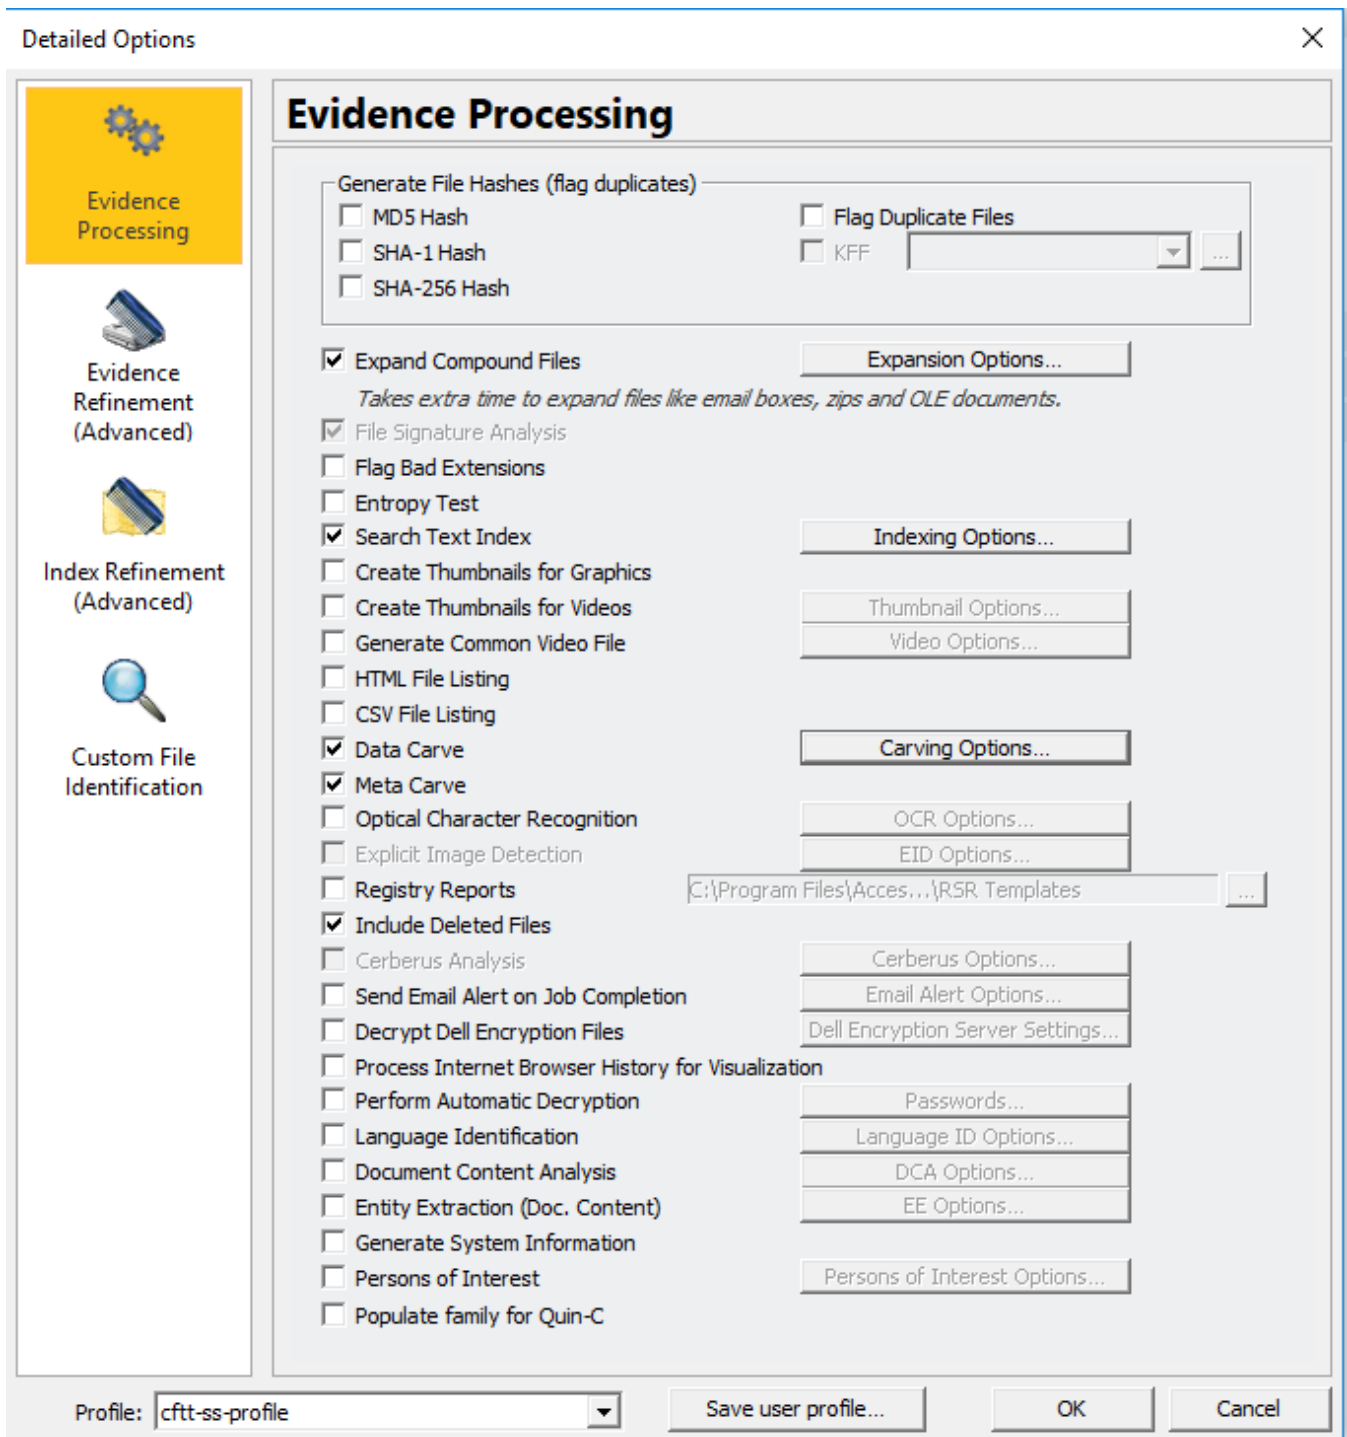 Detailed Options
Evidence
Processing
Evidence
Refinement
(Advanced)
Index Refinement
(Advanced)
Custom File
Identification
Evidence Processing
Generate File Hashes (flag duplicates)
MD5 Hash
Flag Duplicate Files
SHA-1 Hash
KFF
...
SHA-256 Hash
Expand Compound Files
Expansion Options...
Takes extra time to expand files like email boxes, zips and OLE documents.
File Signature Analysis
Flag Bad Extensions
Entropy Test
Search Text Index
Indexing Options...
Create Thumbnails for Graphics
Create Thumbnails for Videos
Thumbnail Options...
Generate Common Video File
Video Options...
HTML File Listing
CSV File Listing
Data Carve
Carving Options...
Meta Carve
Optical Character Recognition
OCR Options...
Explicit Image Detection
EID Options...
Registry Reports
C:\Program Files\Acces...\RSR Templates
...
Include Deleted Files
Cerberus Analysis
Cerberus Options...
Send Email Alert on Job Completion
Email Alert Options...
Decrypt Dell Encryption Files
Dell Encryption Server Settings...
Process Internet Browser History for Visualization
Perform Automatic Decryption
Passwords...
Language Identification
Language ID Options...
Document Content Analysis
DCA Options...
Entity Extraction (Doc. Content)
EE Options...
Generate System Information
Persons of Interest
Persons of Interest Options...
Populate family for Quin-C
Profile:
cftt-ss-profile
Save user profile...
OK
Cancel